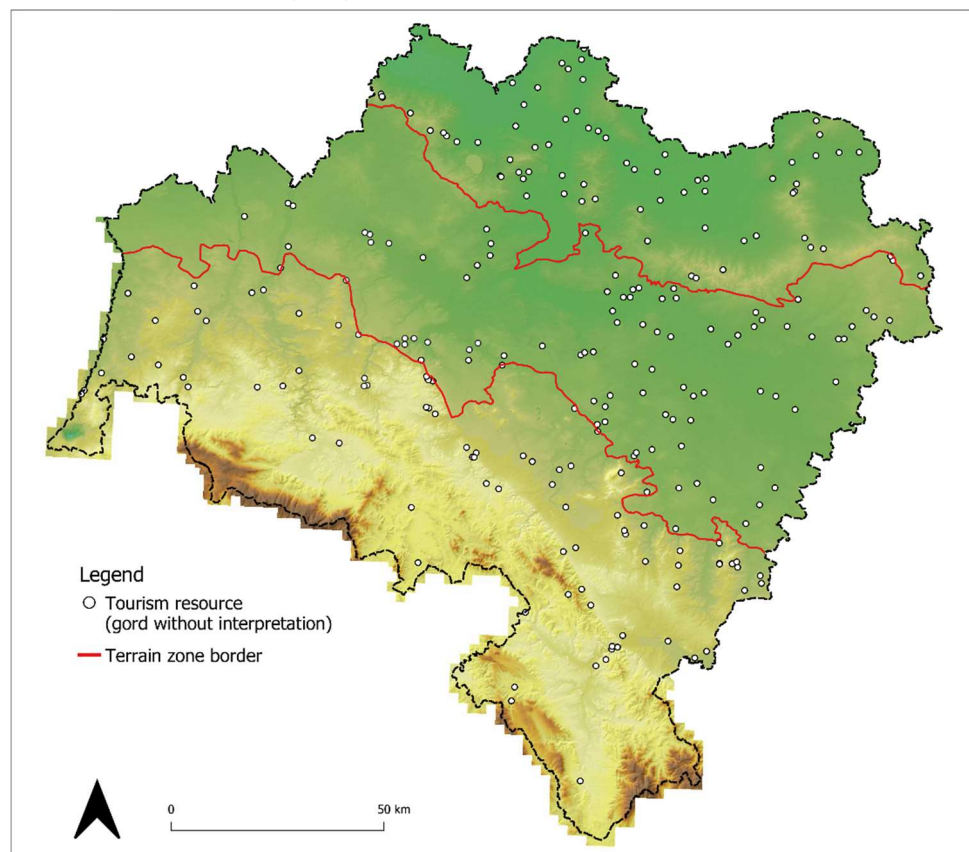 Legend
Tourism resource
(gord without interpretation)
Terrain zone border
0 50 km